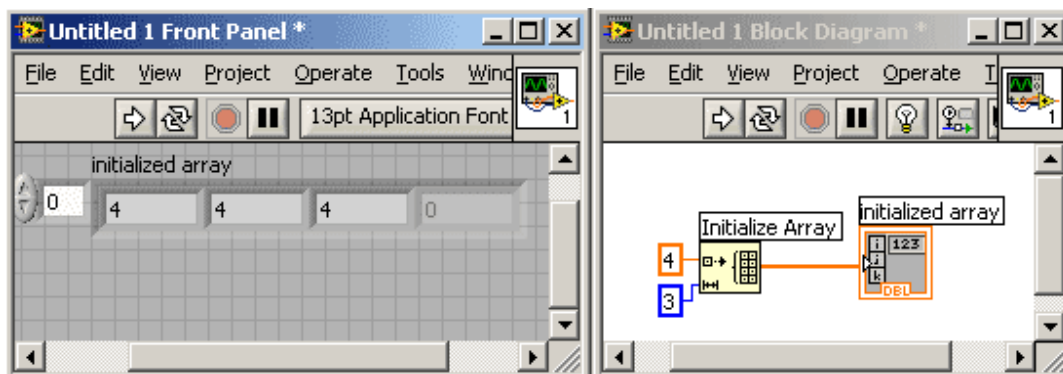 Untitled 1 Front Panel *
File Edit View Project Operate Tools Wind
13pt Application Font
1
initialized array
0 4 4 4 0
Untitled 1 Block Diagram *
File Edit View Project Operate T
1
Initialize Array
initialized array
4
3
i 123
j
k
DBL